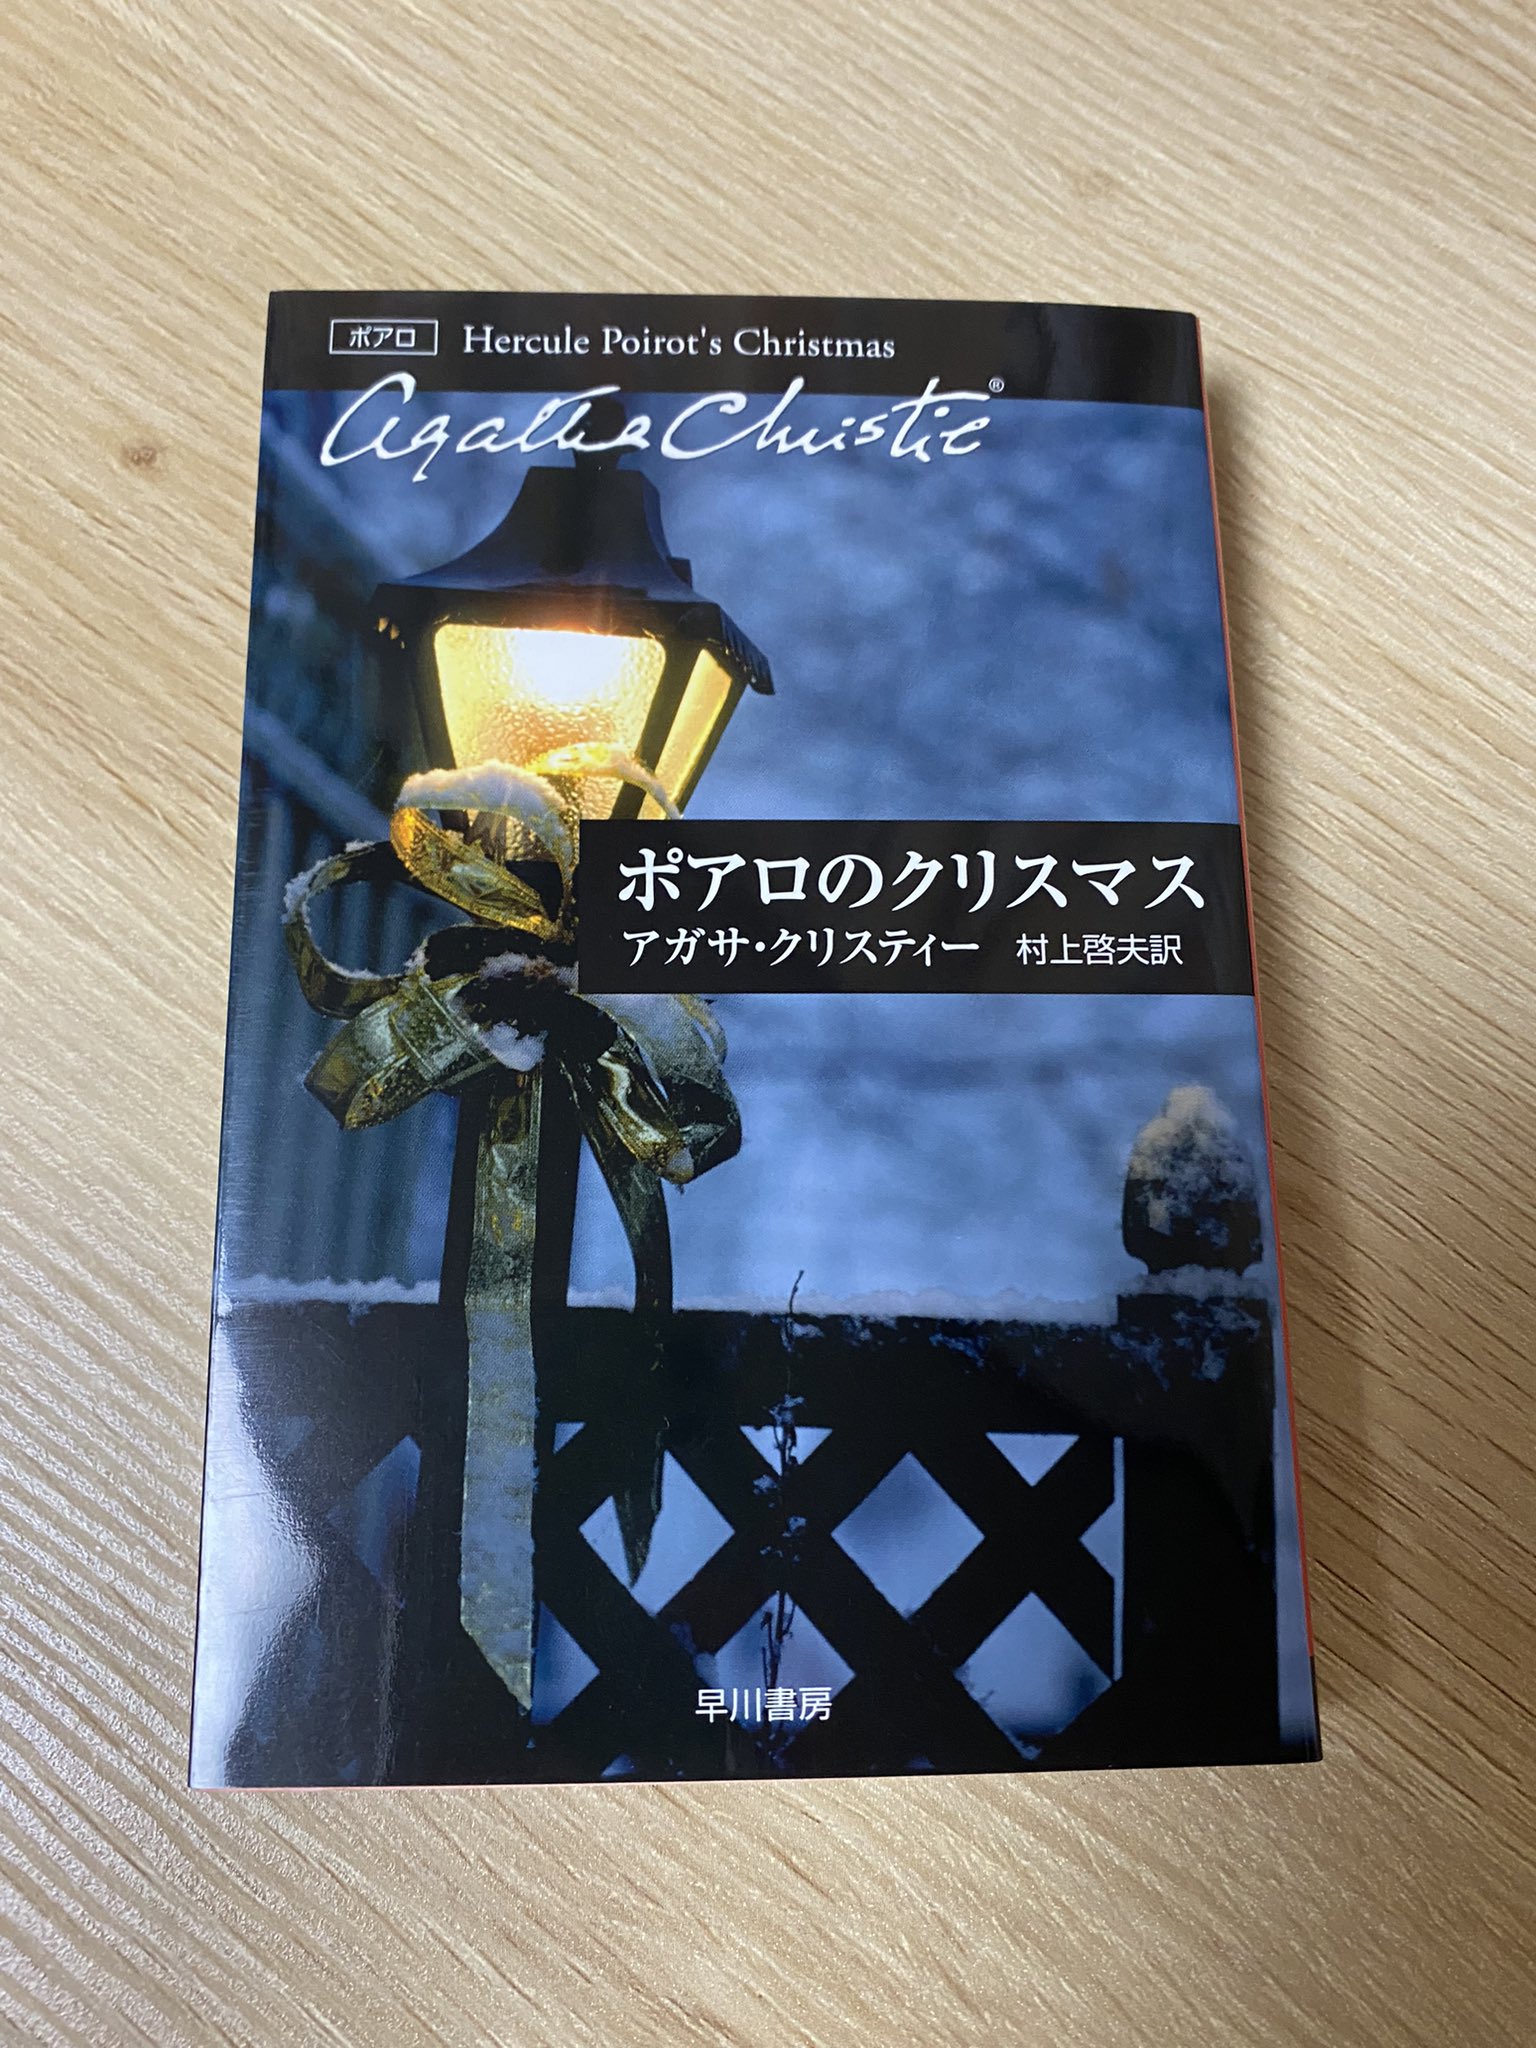 ポアロ Hercule Poirot's Christmas
Agatha Christie®
ポアロのクリスマス
アガサ・クリスティー 村上啓夫訳
早川書房